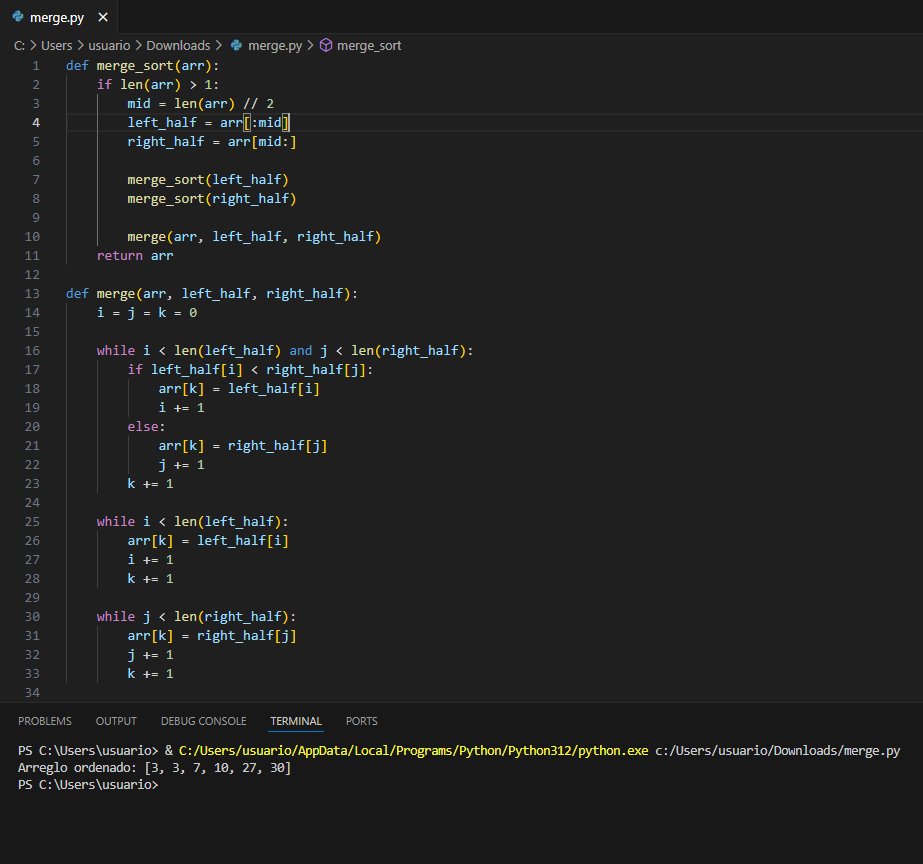 merge.py
C: > Users > usuario > Downloads > merge.py > merge_sort
1 def merge_sort(arr):
2     if len(arr) > 1:
3         mid = len(arr) // 2
4         left_half = arr[:mid]
5         right_half = arr[mid:]
6
7         merge_sort(left_half)
8         merge_sort(right_half)
9
10         merge(arr, left_half, right_half)
11     return arr
12
13 def merge(arr, left_half, right_half):
14     i = j = k = 0
15
16     while i < len(left_half) and j < len(right_half):
17         if left_half[i] < right_half[j]:
18             arr[k] = left_half[i]
19             i += 1
20         else:
21             arr[k] = right_half[j]
22             j += 1
23         k += 1
24
25     while i < len(left_half):
26         arr[k] = left_half[i]
27         i += 1
28         k += 1
29
30     while j < len(right_half):
31         arr[k] = right_half[j]
32         j += 1
33         k += 1
34
PROBLEMS OUTPUT DEBUG CONSOLE TERMINAL PORTS
PS C:\Users\usuario> & C:/Users/usuario/AppData/Local/Programs/Python/Python312/python.exe c:/Users/usuario/Downloads/merge.py
Arreglo ordenado: [3, 3, 7, 10, 27, 30]
PS C:\Users\usuario>